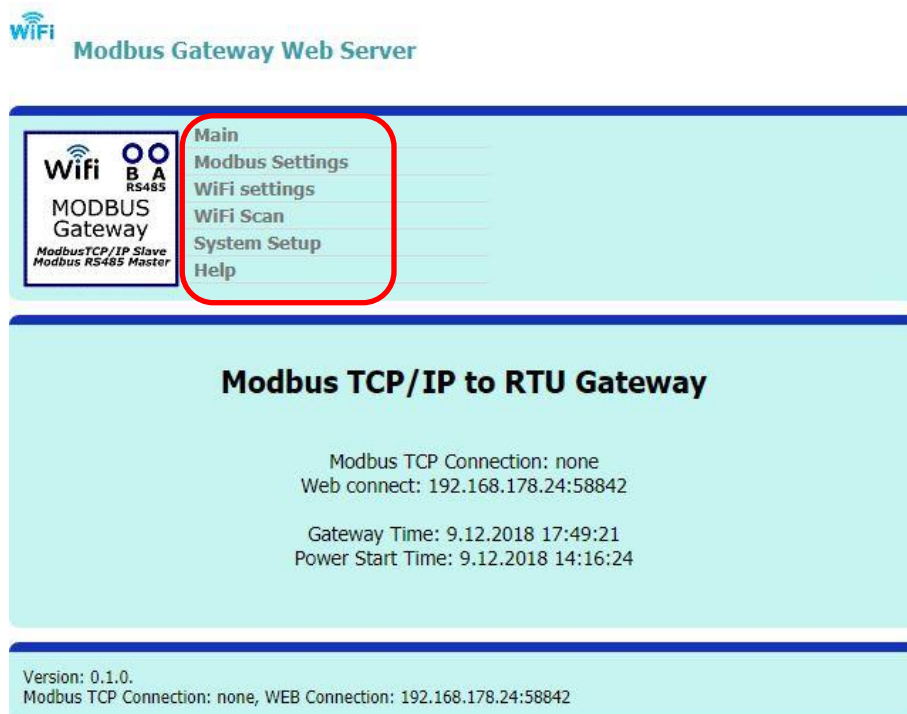 WiFi
Modbus Gateway Web Server
Wifi
B A
RS485
MODBUS
Gateway
ModbusTCP/IP Slave
Modbus RS485 Master
Main
Modbus Settings
WiFi settings
WiFi Scan
System Setup
Help
Modbus TCP/IP to RTU Gateway
Modbus TCP Connection: none
Web connect: 192.168.178.24:58842
Gateway Time: 9.12.2018 17:49:21
Power Start Time: 9.12.2018 14:16:24
Version: 0.1.0.
Modbus TCP Connection: none, WEB Connection: 192.168.178.24:58842